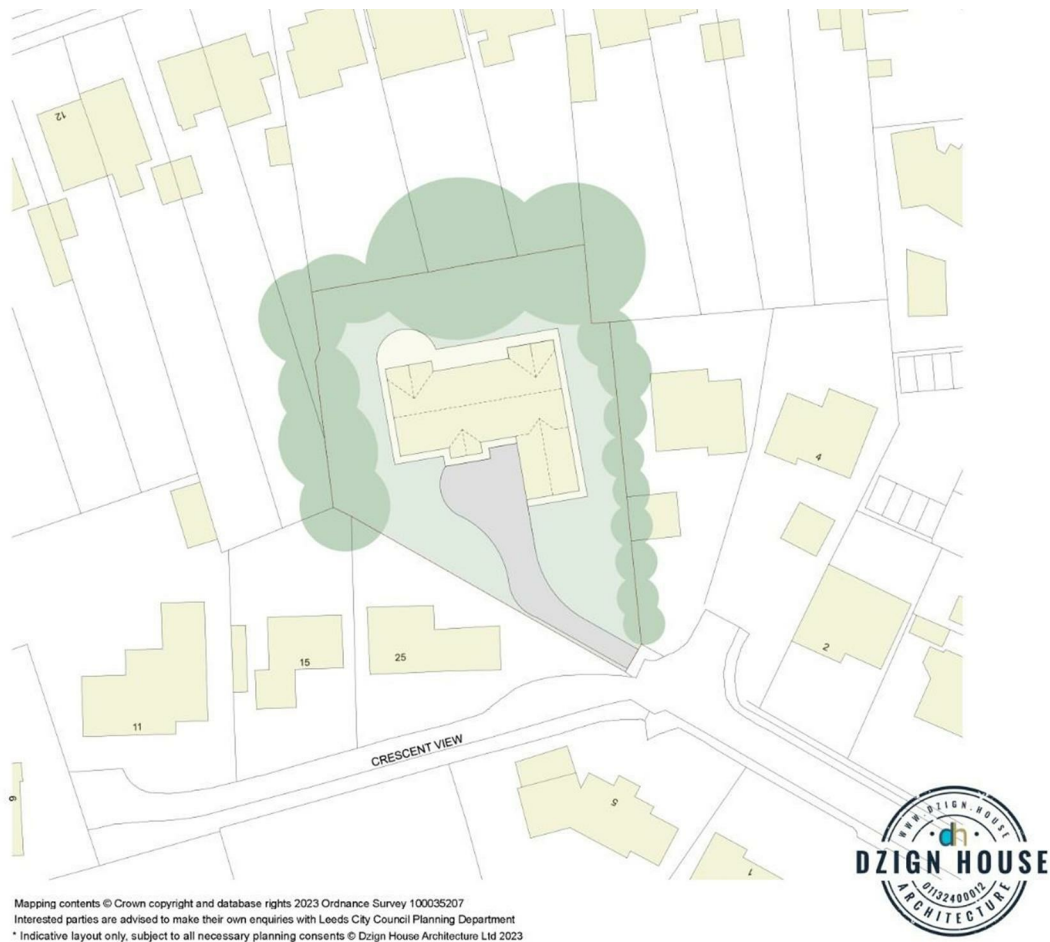 12
4
2
25
15
11
CRESCENT VIEW
9
5
1
WWW.DZIGN.HOUSE
dh
DZIGN HOUSE
01132400012
ARCHITECTURE
Mapping contents © Crown copyright and database rights 2023 Ordnance Survey 100035207
Interested parties are advised to make their own enquiries with Leeds City Council Planning Department
* Indicative layout only, subject to all necessary planning consents © Dzign House Architecture Ltd 2023